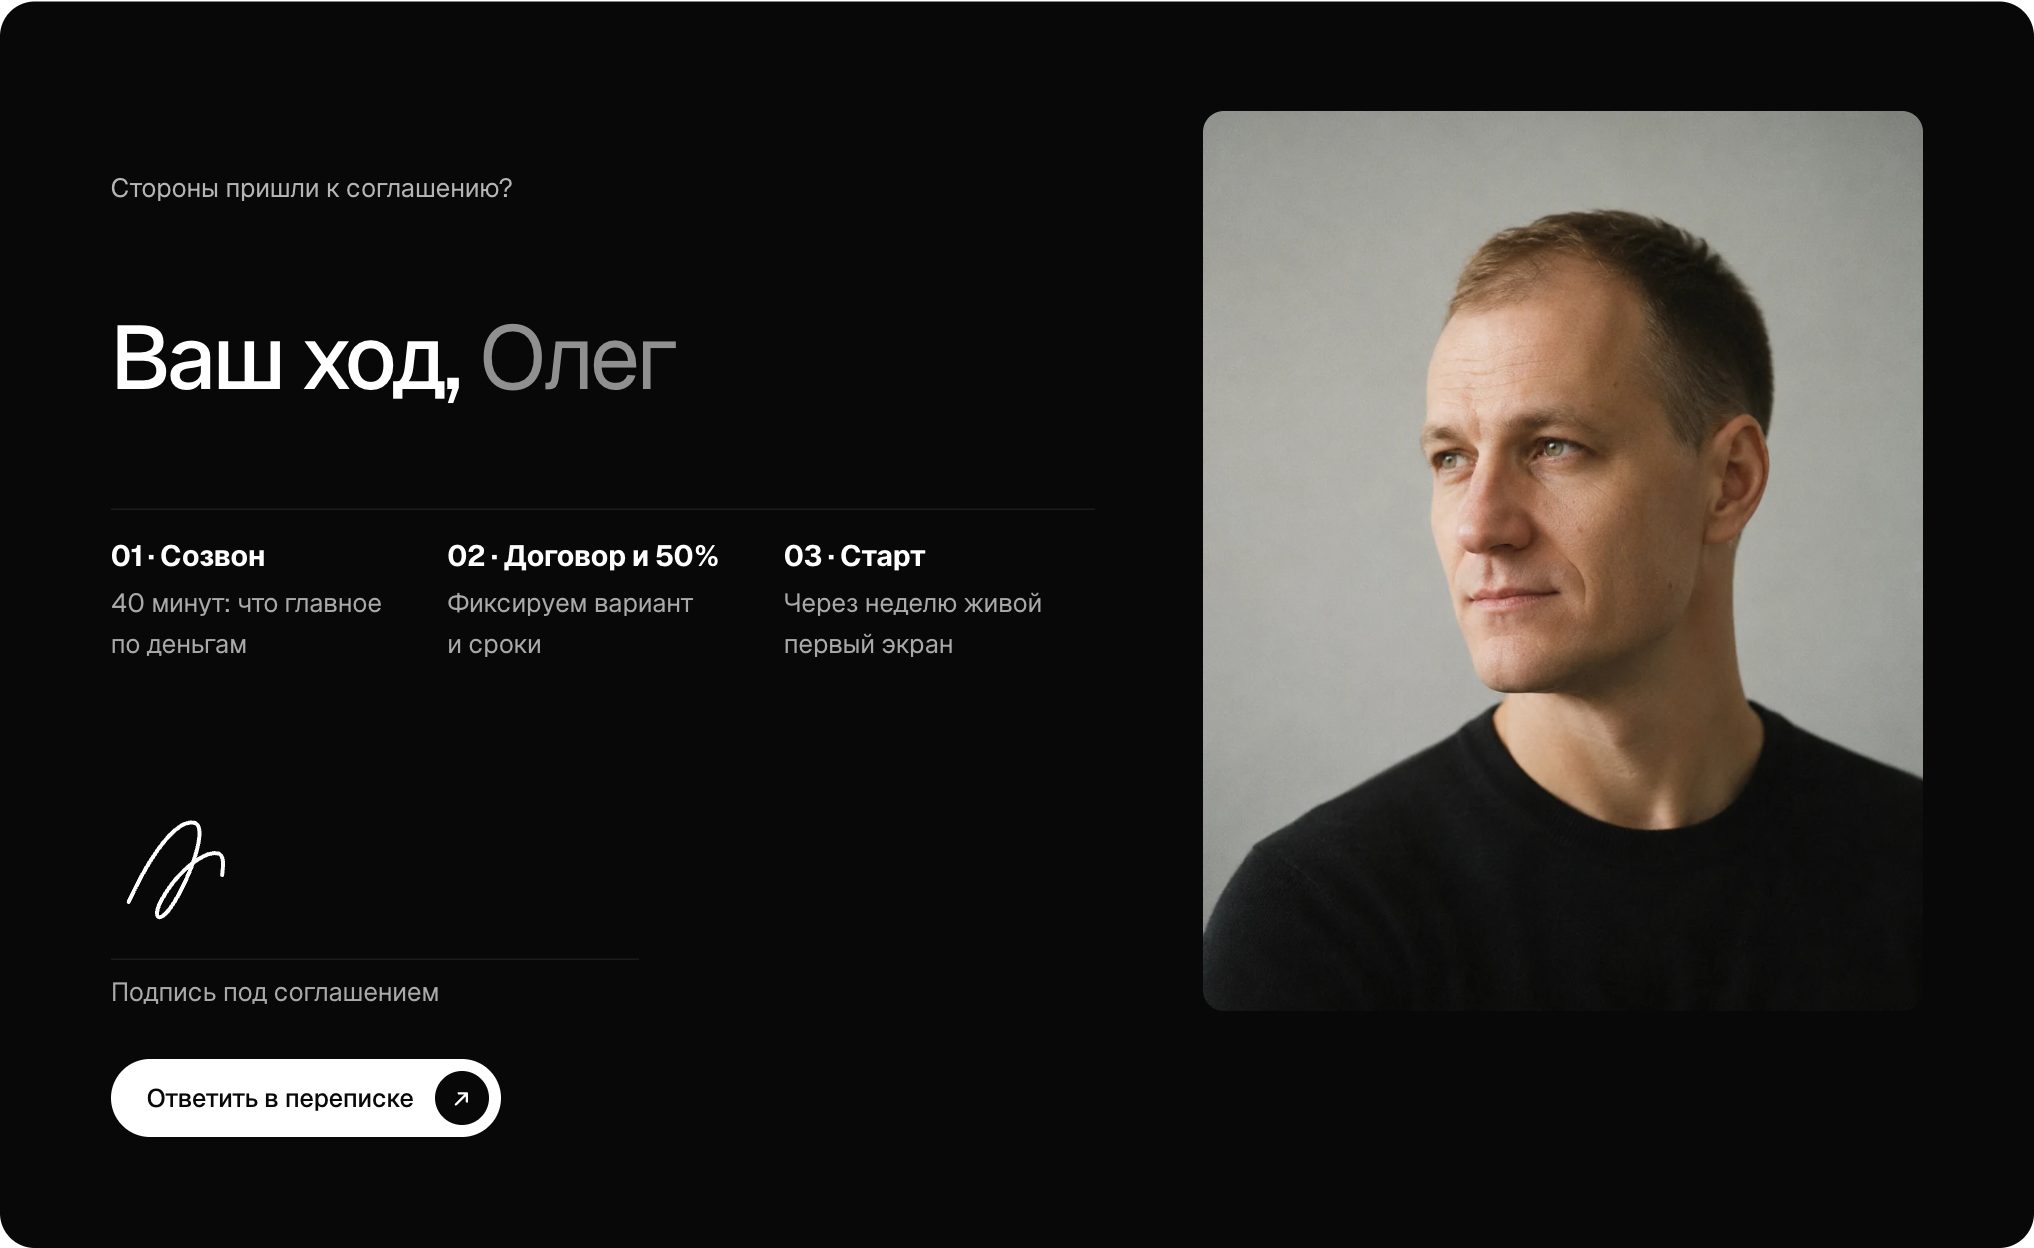 Стороны пришли к соглашению?
Ваш ход, Олег
01 · Созвон
40 минут: что главное
по деньгам
02 · Договор и 50%
Фиксируем вариант
и сроки
03 · Старт
Через неделю живой
первый экран
Подпись под соглашением
Ответить в переписке